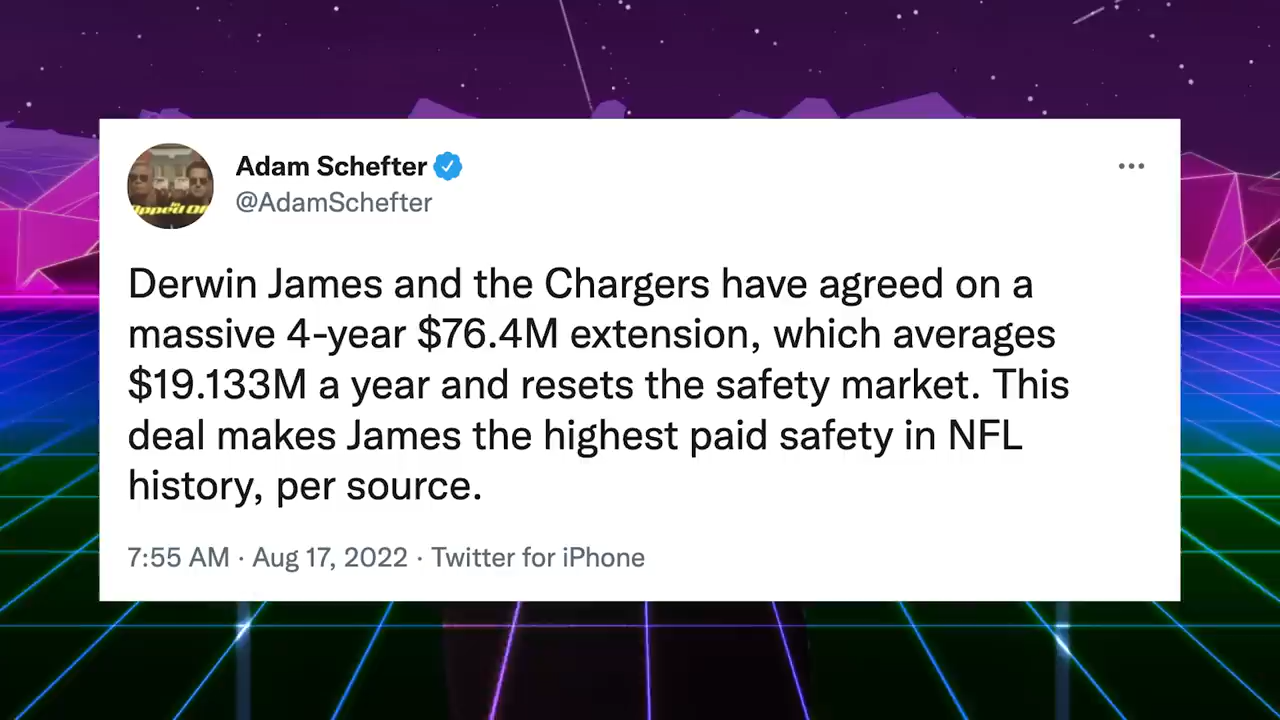 Adam Schefter
@AdamSchefter
Derwin James and the Chargers have agreed on a
massive 4-year $76.4M extension, which averages
$19.133M a year and resets the safety market. This
deal makes James the highest paid safety in NFL
history, per source.
7:55 AM · Aug 17, 2022 · Twitter for iPhone